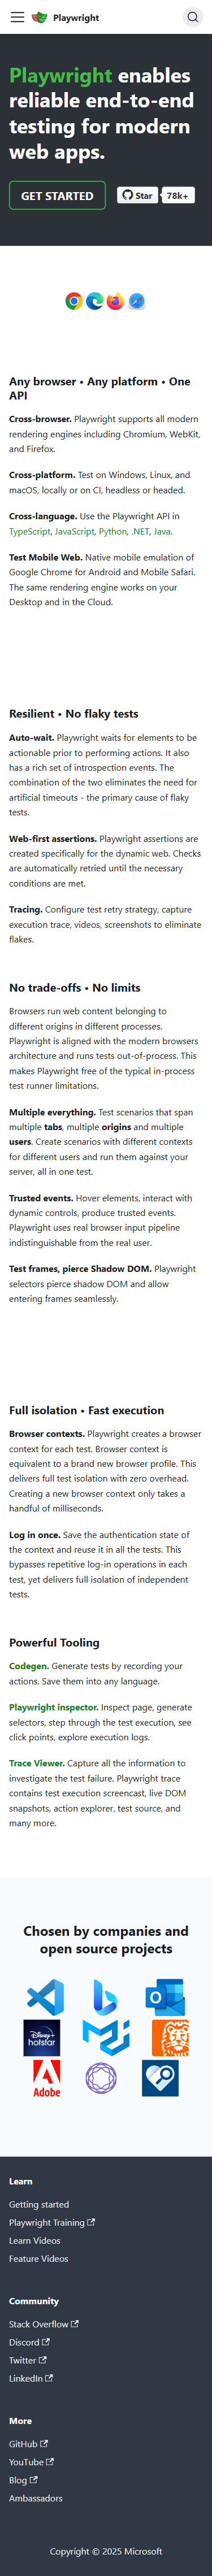 Playwright
Playwright enables
reliable end-to-end
testing for modern
web apps.
GET STARTED
Star
78k+
Any browser • Any platform • One
API
Cross-browser. Playwright supports all modern
rendering engines including Chromium, WebKit,
and Firefox.
Cross-platform. Test on Windows, Linux, and
macOS, locally or on CI, headless or headed.
Cross-language. Use the Playwright API in
TypeScript, JavaScript, Python, .NET, Java.
Test Mobile Web. Native mobile emulation of
Google Chrome for Android and Mobile Safari.
The same rendering engine works on your
Desktop and in the Cloud.
Resilient • No flaky tests
Auto-wait. Playwright waits for elements to be
actionable prior to performing actions. It also
has a rich set of introspection events. The
combination of the two eliminates the need for
artificial timeouts - the primary cause of flaky
tests.
Web-first assertions. Playwright assertions are
created specifically for the dynamic web. Checks
are automatically retried until the necessary
conditions are met.
Tracing. Configure test retry strategy, capture
execution trace, videos, screenshots to eliminate
flakes.
No trade-offs • No limits
Browsers run web content belonging to
different origins in different processes.
Playwright is aligned with the modern browsers
architecture and runs tests out-of-process. This
makes Playwright free of the typical in-process
test runner limitations.
Multiple everything. Test scenarios that span
multiple tabs, multiple origins and multiple
users. Create scenarios with different contexts
for different users and run them against your
server, all in one test.
Trusted events. Hover elements, interact with
dynamic controls, produce trusted events.
Playwright uses real browser input pipeline
indistinguishable from the real user.
Test frames, pierce Shadow DOM. Playwright
selectors pierce shadow DOM and allow
entering frames seamlessly.
Full isolation • Fast execution
Browser contexts. Playwright creates a browser
context for each test. Browser context is
equivalent to a brand new browser profile. This
delivers full test isolation with zero overhead.
Creating a new browser context only takes a
handful of milliseconds.
Log in once. Save the authentication state of
the context and reuse it in all the tests. This
bypasses repetitive log-in operations in each
test, yet delivers full isolation of independent
tests.
Powerful Tooling
Codegen. Generate tests by recording your
actions. Save them into any language.
Playwright inspector. Inspect page, generate
selectors, step through the test execution, see
click points, explore execution logs.
Trace Viewer. Capture all the information to
investigate the test failure. Playwright trace
contains test execution screencast, live DOM
snapshots, action explorer, test source, and
many more.
Chosen by companies and
open source projects
Disney+
hotstar
Adobe
Learn
Getting started
Playwright Training
Learn Videos
Feature Videos
Community
Stack Overflow
Discord
Twitter
LinkedIn
More
GitHub
YouTube
Blog
Ambassadors
Copyright © 2025 Microsoft